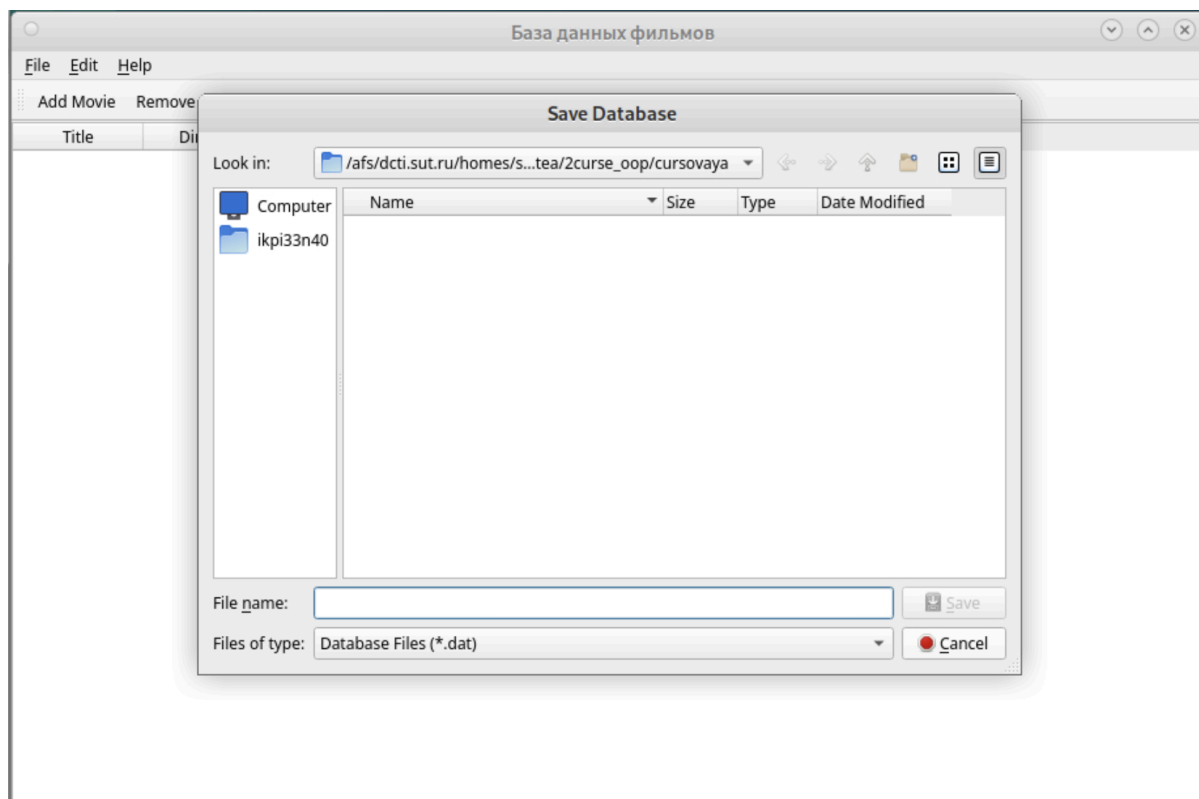 База данных фильмов
File Edit Help
Add Movie Remove
Save Database
Title
Look in: /afs/dcti.sut.ru/homes/s...tea/2curse_oop/cursovaya
Computer
ikpi33n40
Name Size Type Date Modified
File name: Save
Files of type: Database Files (*.dat) Cancel